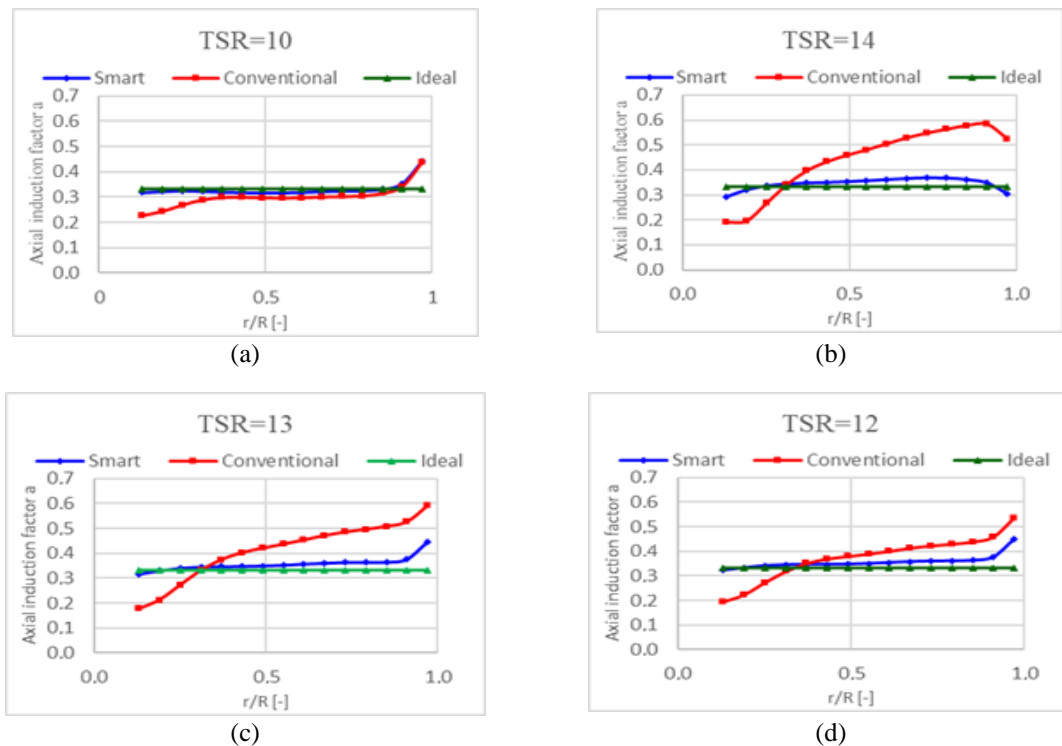 TSR=10
Smart Conventional Ideal
Axial induction factor a
0.7
0.6
0.5
0.4
0.3
0.2
0.1
0.0
0 0.5 1
r/R [-]
(a)
TSR=14
Smart Conventional Ideal
Axial induction factor a
0.7
0.6
0.5
0.4
0.3
0.2
0.1
0.0
0.0 0.5 1.0
r/R [-]
(b)
TSR=13
Smart Conventional Ideal
Axial induction factor a
0.7
0.6
0.5
0.4
0.3
0.2
0.1
0.0
0.0 0.5 1.0
r/R [-]
(c)
TSR=12
Smart Conventional Ideal
Axial induction factor a
0.7
0.6
0.5
0.4
0.3
0.2
0.1
0.0
0.0 0.5 1.0
r/R [-]
(d)